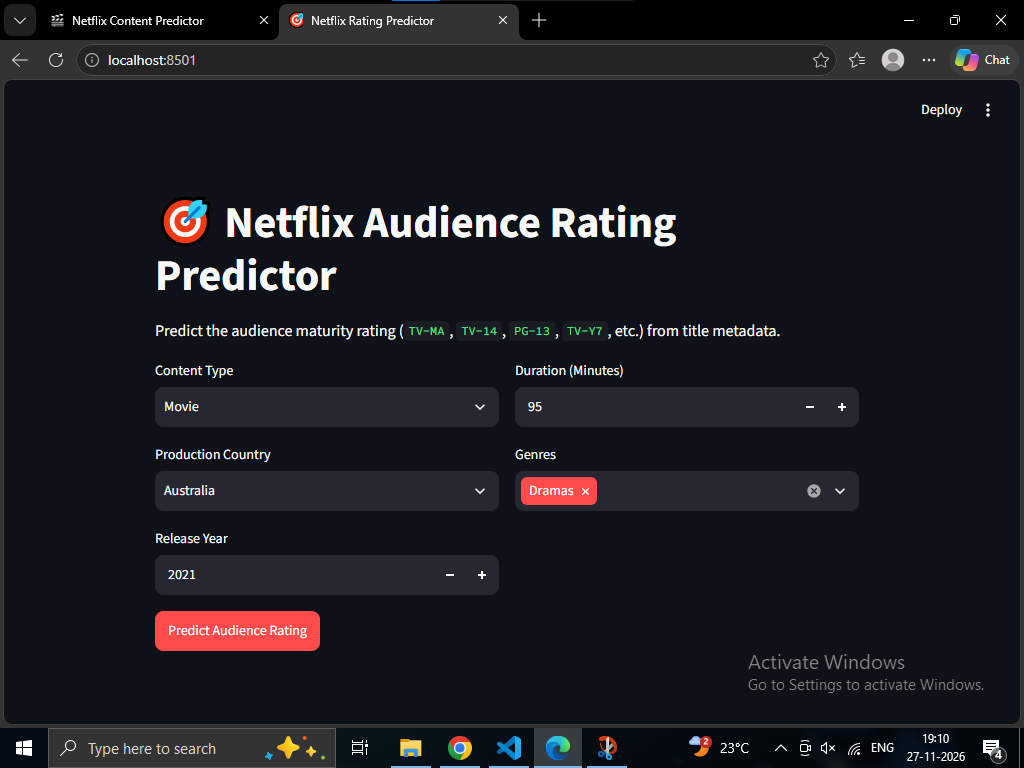 Netflix Content Predictor
Netflix Rating Predictor
localhost:8501
Chat
Deploy
Netflix Audience Rating
Predictor
Predict the audience maturity rating ( TV-MA , TV-14 , PG-13 , TV-Y7 , etc.) from title metadata.
Content Type
Duration (Minutes)
Movie
95
Production Country
Genres
Australia
Dramas
Release Year
2021
Predict Audience Rating
Activate Windows
Go to Settings to activate Windows.
Type here to search
2
23°C
ENG
19:10
27-11-2026
4